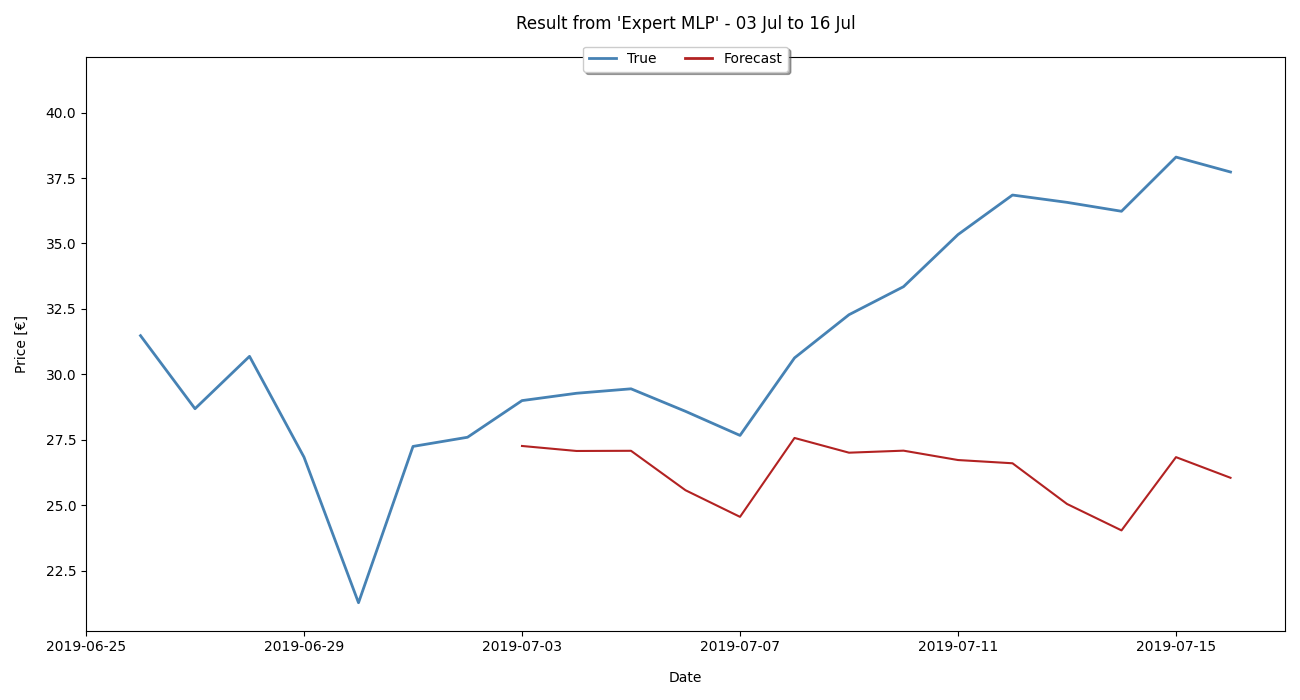 Result from 'Expert MLP' - 03 Jul to 16 Jul
True Forecast
40.0
37.5
35.0
32.5
30.0
27.5
25.0
22.5
Price [€]
2019-06-25 2019-06-29 2019-07-03 2019-07-07 2019-07-11 2019-07-15
Date